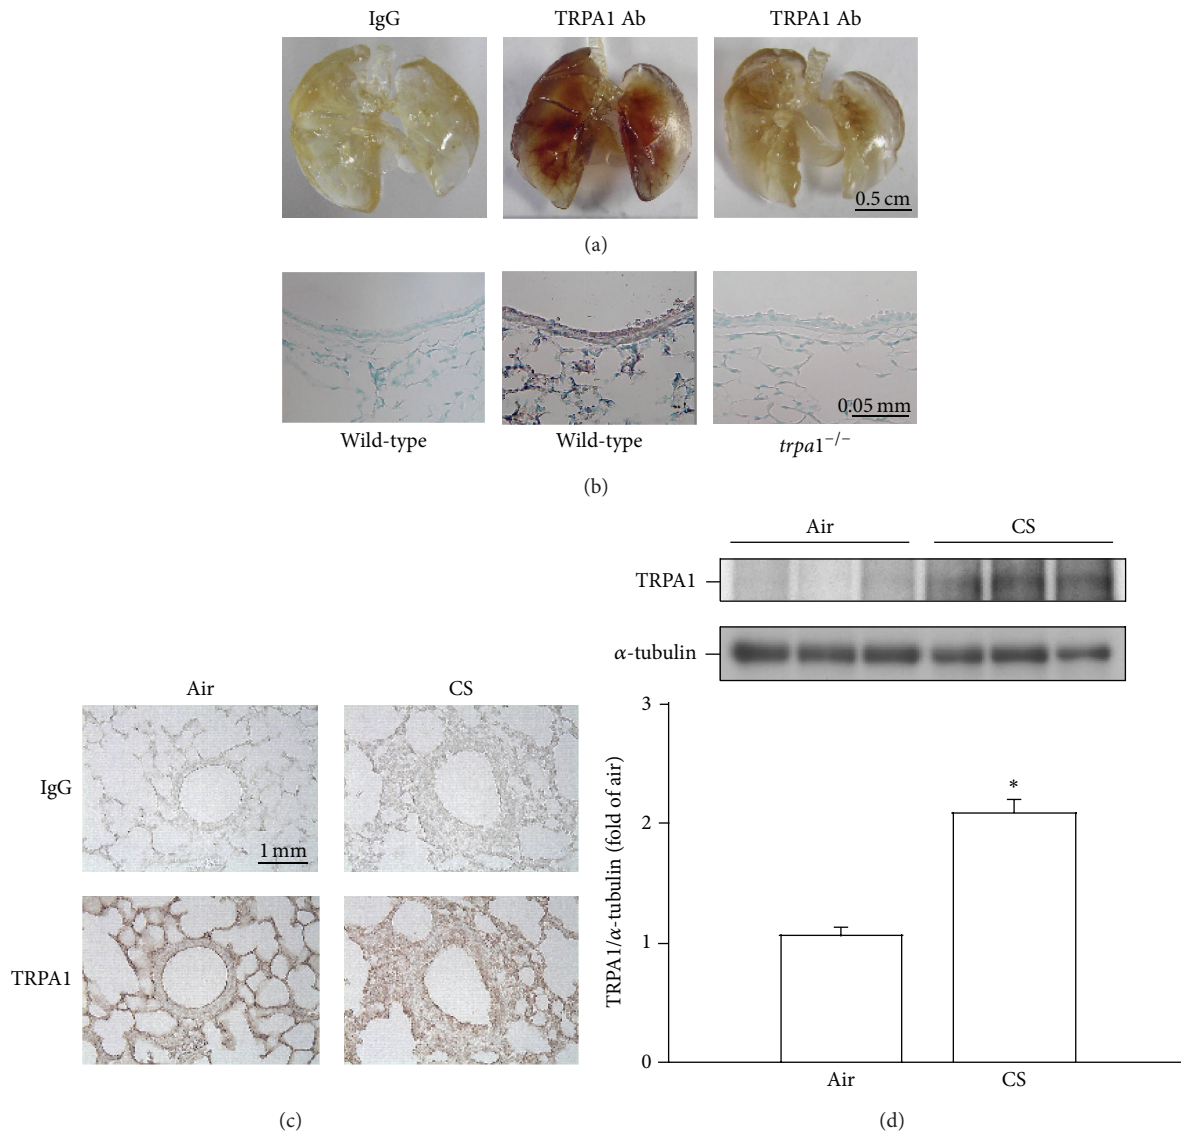 IgG TRPA1 Ab TRPA1 Ab
0.5 cm
(a)
0.05 mm
Wild-type Wild-type trpa1⁻/⁻
(b)
Air CS
TRPA1
α-tubulin
Air CS
IgG
1 mm
TRPA1
(c)
3
2
1
0
TRPA1/α-tubulin (fold of air)
*
Air CS
(d)